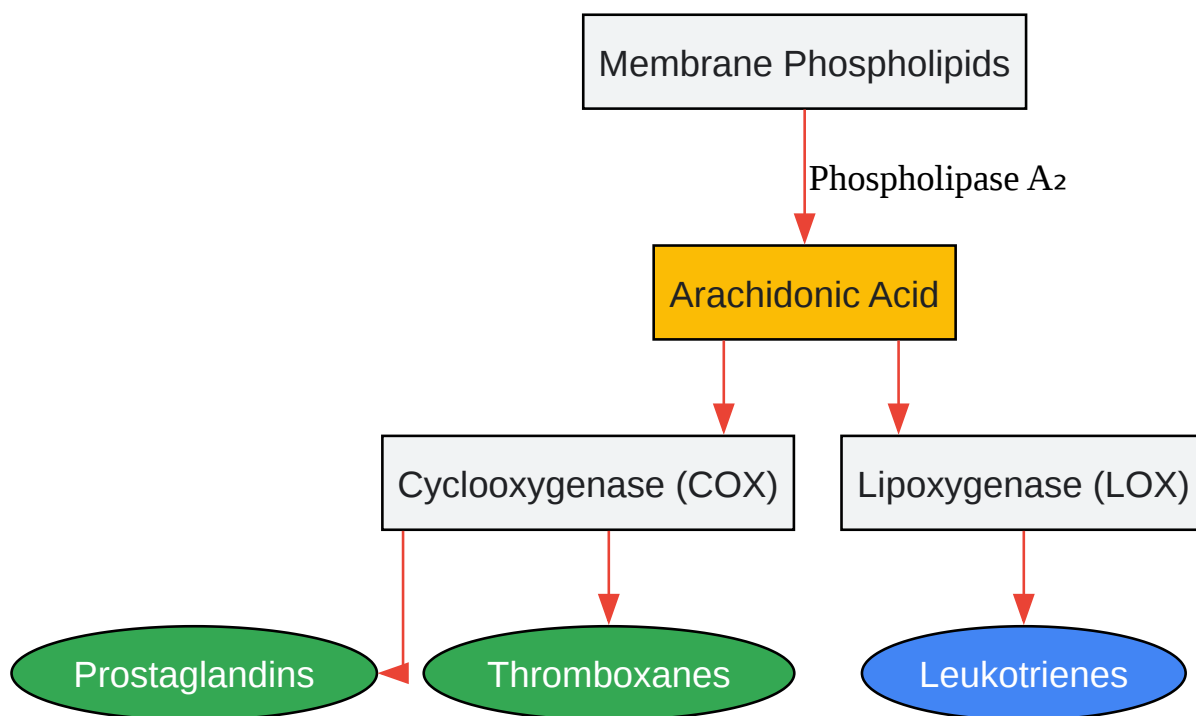 Membrane Phospholipids
Phospholipase A₂
Arachidonic Acid
Cyclooxygenase (COX)
Lipoxygenase (LOX)
Prostaglandins
Thromboxanes
Leukotrienes